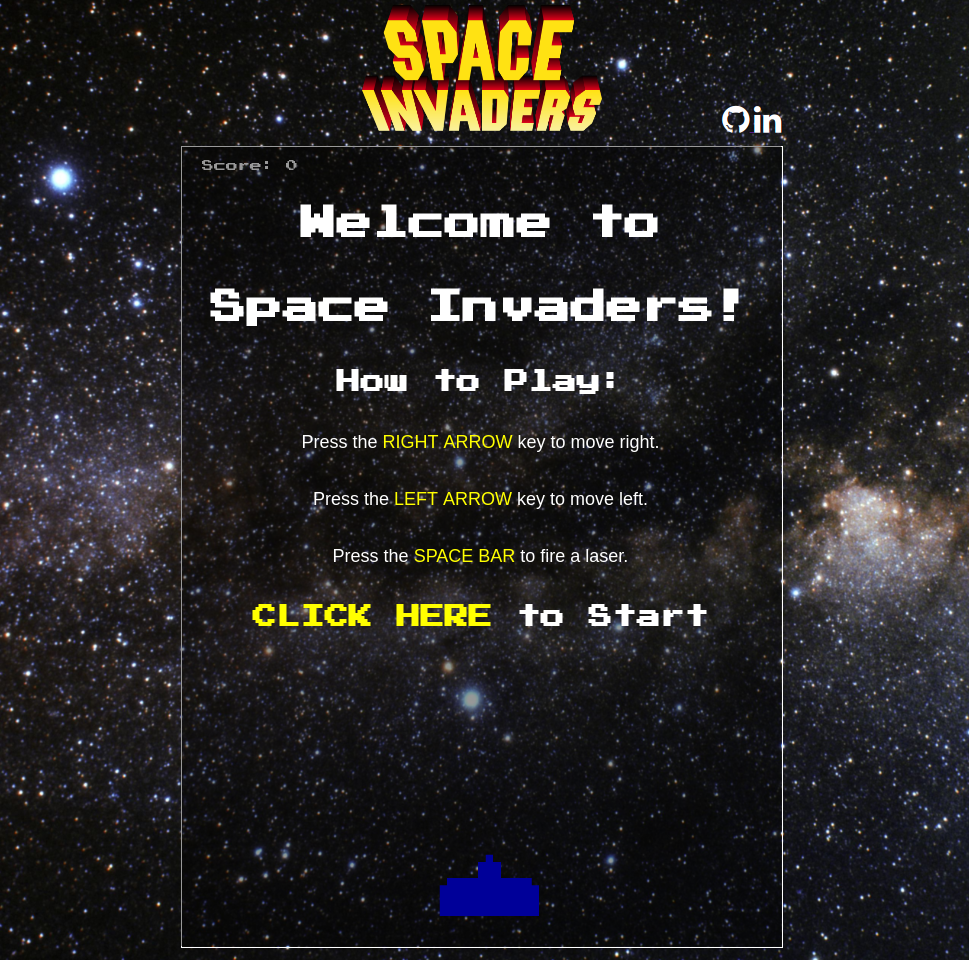 SPACE
INVADERS
in
Score: 0
Welcome to
Space Invaders!
How to Play:
Press the RIGHT ARROW key to move right.
Press the LEFT ARROW key to move left.
Press the SPACE BAR to fire a laser.
CLICK HERE to Start